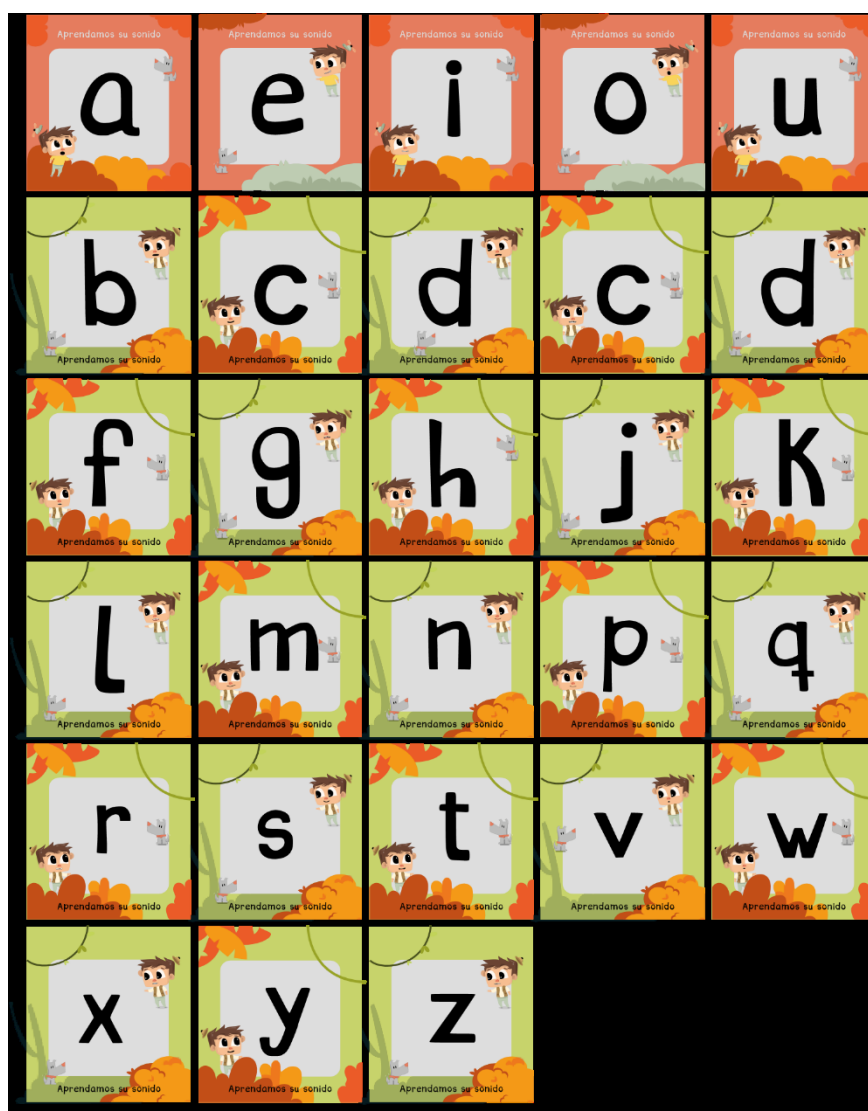 Aprendamos su sonido Aprendamos su sonido Aprendamos su sonido Aprendamos su sonido Aprendamos su sonido
a e i o u
b c d c d
Aprendamos su sonido Aprendamos su sonido Aprendamos su sonido Aprendamos su sonido Aprendamos su sonido
f g h j k
Aprendamos su sonido Aprendamos su sonido Aprendamos su sonido Aprendamos su sonido Aprendamos su sonido
l m n p q
Aprendamos su sonido Aprendamos su sonido Aprendamos su sonido Aprendamos su sonido Aprendamos su sonido
r s t v w
Aprendamos su sonido Aprendamos su sonido Aprendamos su sonido Aprendamos su sonido Aprendamos su sonido
x y z
Aprendamos su sonido Aprendamos su sonido Aprendamos su sonido